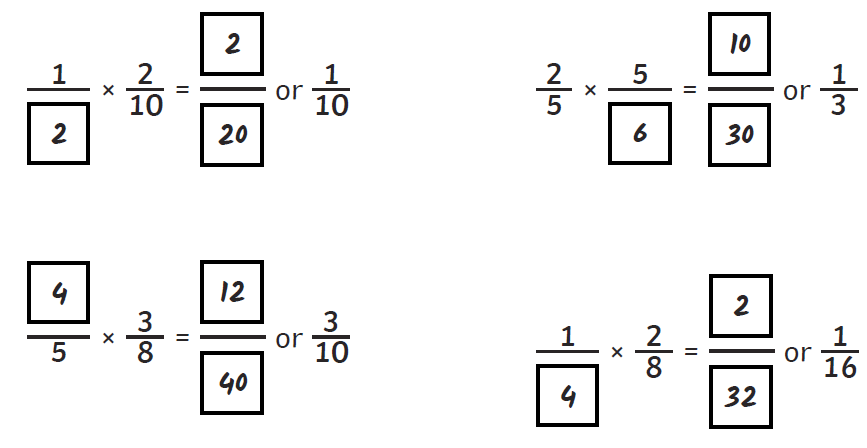 1/2 × 2/10 = 2/20 or 1/10
2/5 × 5/6 = 10/30 or 1/3
4/5 × 3/8 = 12/40 or 3/10
1/4 × 2/8 = 2/32 or 1/16